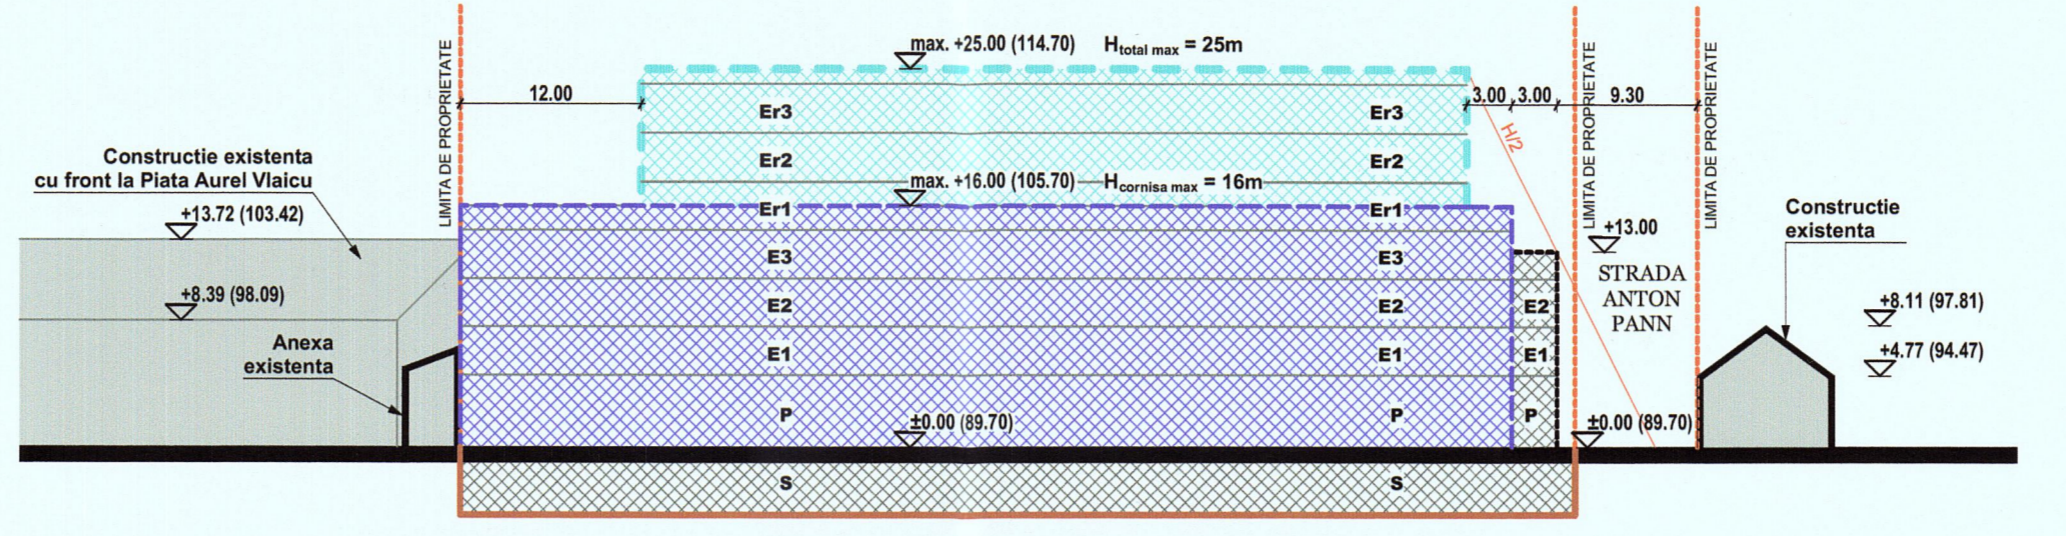 max. +25.00 (114.70) Htotal max = 25m
LIMITA DE PROPRIETATE
LIMITA DE PROPRIETATE
LIMITA DE PROPRIETATE
12.00
3.00
3.00
9.30
Er3
Er3
H/2
Constructie existenta
cu front la Piata Aurel Vlaicu
Er2
Er2
max. +16.00 (105.70) Hcornisa max = 16m
+13.72 (103.42)
Er1
Er1
+13.00
Constructie
existenta
E3
E3
STRADA
ANTON
PANN
+8.39 (98.09)
E2
E2
E2
+8.11 (97.81)
Anexa
existenta
E1
E1
E1
+4.77 (94.47)
P
P
P
±0.00 (89.70)
±0.00 (89.70)
S
S